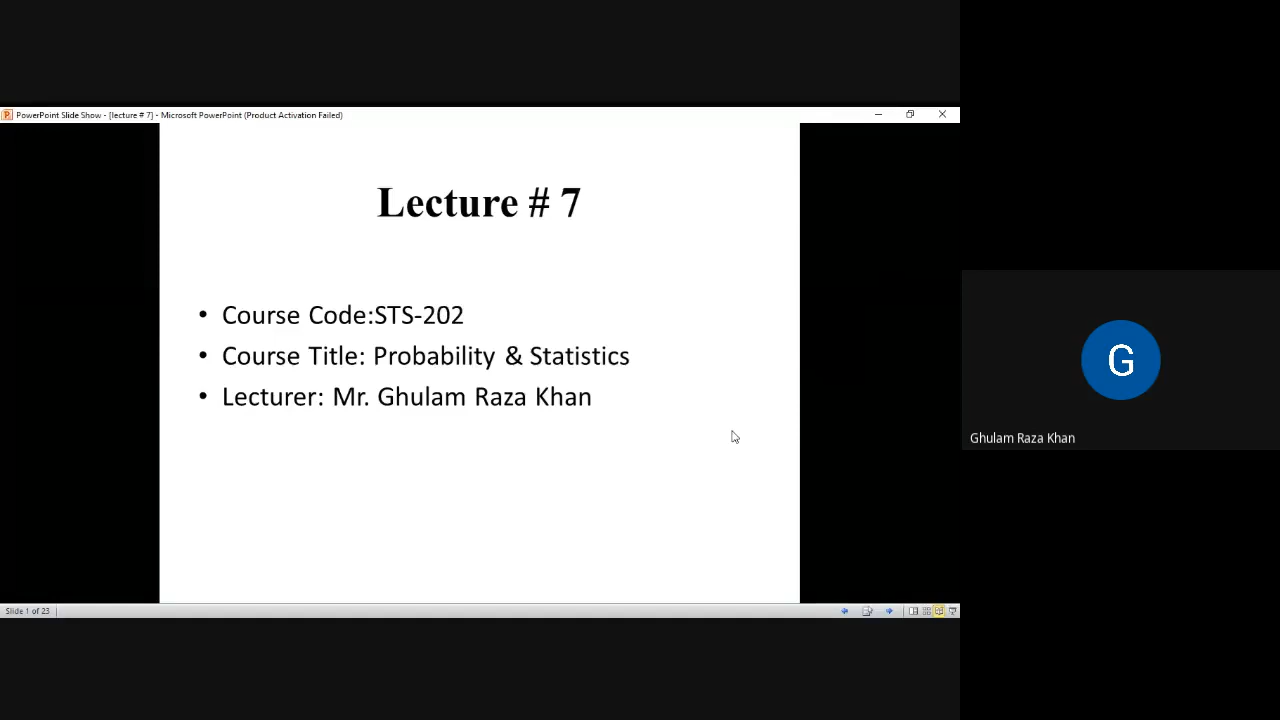 PowerPoint Slide Show - [lecture # 7] - Microsoft PowerPoint (Product Activation Failed)
Lecture # 7
• Course Code:STS-202
• Course Title: Probability & Statistics
• Lecturer: Mr. Ghulam Raza Khan
G
Ghulam Raza Khan
Slide 1 of 23